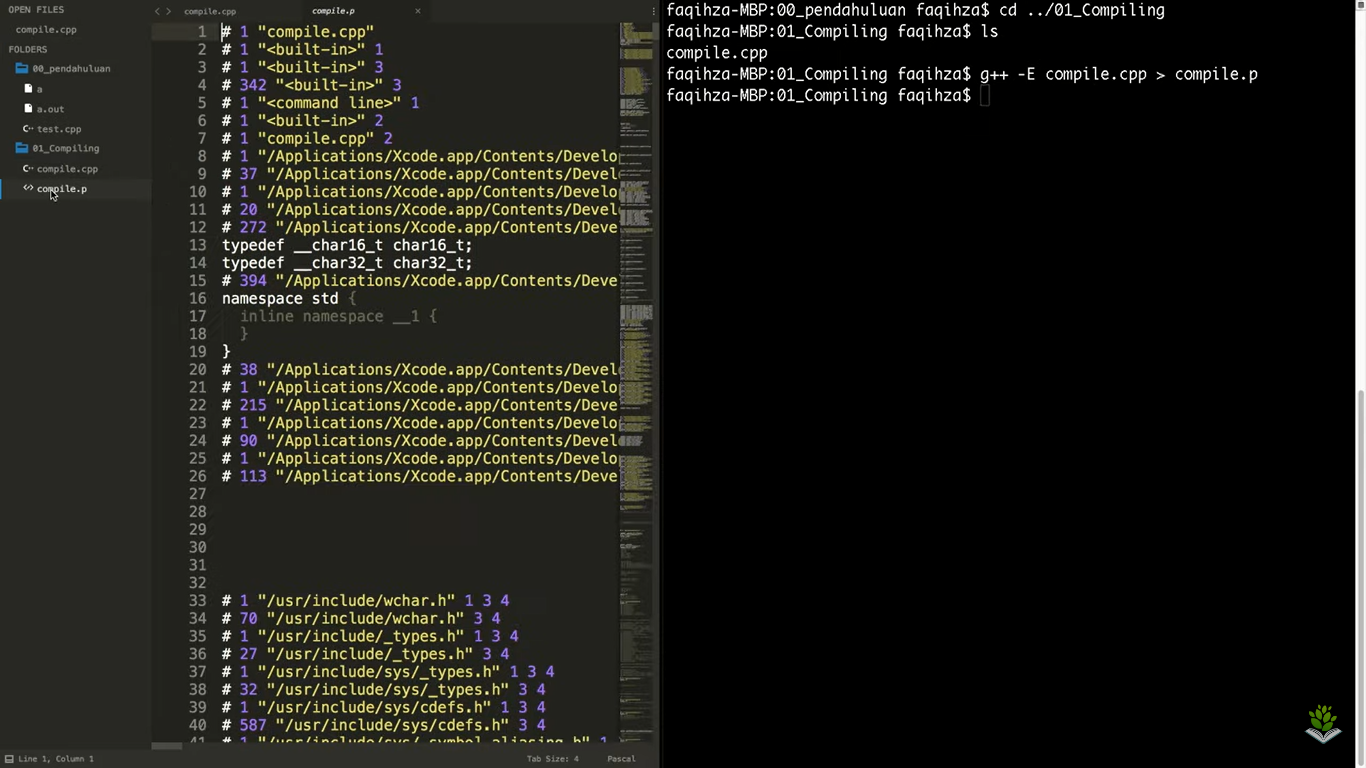 OPEN FILES
compile.cpp
FOLDERS
00_pendahuluan
a
a.out
test.cpp
01_Compiling
compile.cpp
compile.p
compile.cpp
compile.p
1 # 1 "compile.cpp"
2 # 1 "<built-in>" 1
3 # 1 "<built-in>" 3
4 # 342 "<built-in>" 3
5 # 1 "<command line>" 1
6 # 1 "<built-in>" 2
7 # 1 "compile.cpp" 2
8 # 1 "/Applications/Xcode.app/Contents/Develo
9 # 37 "/Applications/Xcode.app/Contents/Deve
10 # 1 "/Applications/Xcode.app/Contents/Develo
11 # 20 "/Applications/Xcode.app/Contents/Deve
12 # 272 "/Applications/Xcode.app/Contents/Deve
13 typedef __char16_t char16_t;
14 typedef __char32_t char32_t;
15 # 394 "/Applications/Xcode.app/Contents/Deve
16 namespace std {
17 inline namespace __1 {
18 }
19 }
20 # 38 "/Applications/Xcode.app/Contents/Devel
21 # 1 "/Applications/Xcode.app/Contents/Develo
22 # 215 "/Applications/Xcode.app/Contents/Deve
23 # 1 "/Applications/Xcode.app/Contents/Develo
24 # 90 "/Applications/Xcode.app/Contents/Devel
25 # 1 "/Applications/Xcode.app/Contents/Develo
26 # 113 "/Applications/Xcode.app/Contents/Deve
27
28
29
30
31
32
33 # 1 "/usr/include/wchar.h" 1 3 4
34 # 70 "/usr/include/wchar.h" 3 4
35 # 1 "/usr/include/_types.h" 1 3 4
36 # 27 "/usr/include/_types.h" 3 4
37 # 1 "/usr/include/sys/_types.h" 1 3 4
38 # 32 "/usr/include/sys/_types.h" 3 4
39 # 1 "/usr/include/sys/cdefs.h" 1 3 4
40 # 587 "/usr/include/sys/cdefs.h" 3 4
41 # 1 "/usr/include/sys/_symbol_aliasing.h" 1
Line 1, Column 1
Tab Size: 4
Pascal
faqihza-MBP:00_pendahuluan faqihza$ cd ../01_Compiling
faqihza-MBP:01_Compiling faqihza$ ls
compile.cpp
faqihza-MBP:01_Compiling faqihza$ g++ -E compile.cpp > compile.p
faqihza-MBP:01_Compiling faqihza$